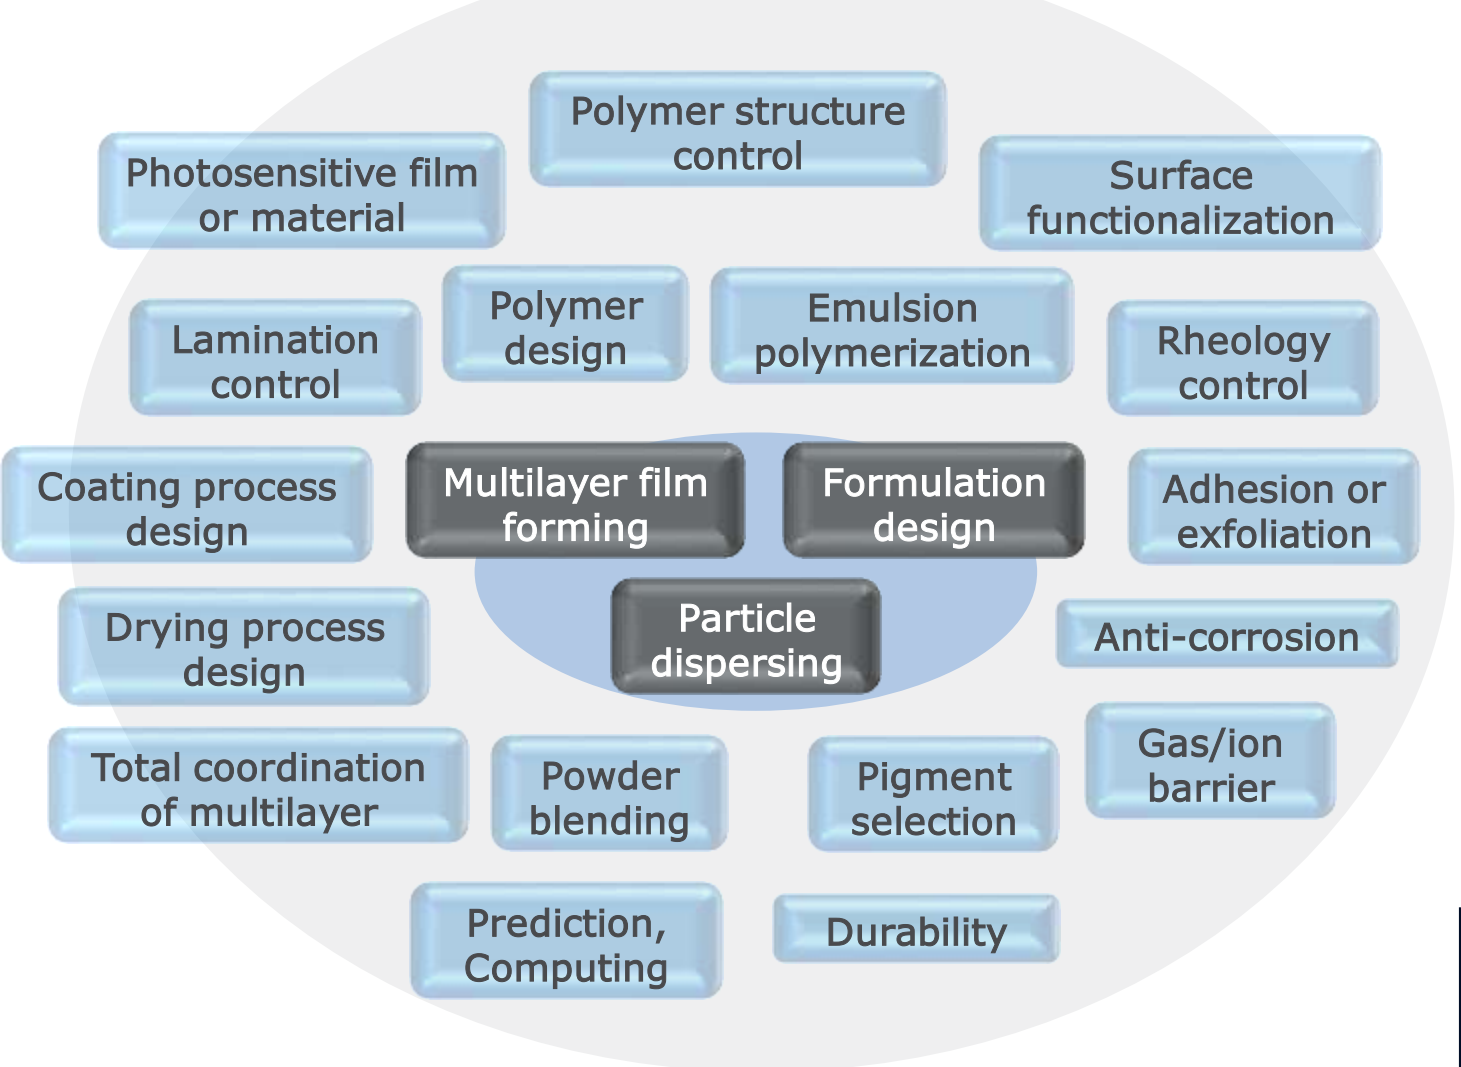 Polymer structure
control
Photosensitive film
or material
Surface
functionalization
Polymer
design
Emulsion
polymerization
Lamination
control
Rheology
control
Coating process
design
Multilayer film
forming
Formulation
design
Adhesion or
exfoliation
Drying process
design
Particle
dispersing
Anti-corrosion
Total coordination
of multilayer
Powder
blending
Pigment
selection
Gas/ion
barrier
Prediction,
Computing
Durability